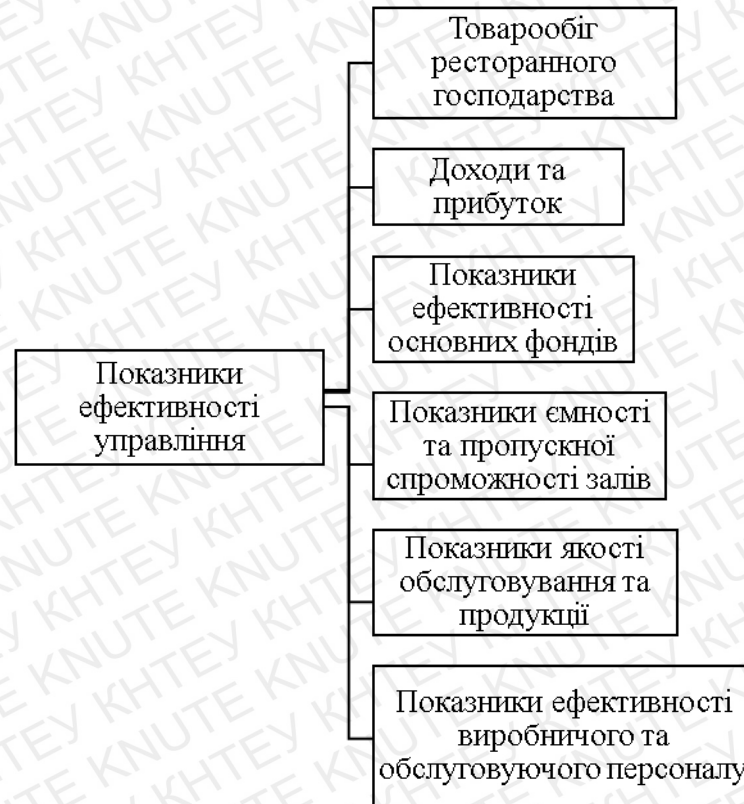 Товарообіг
ресторанного
господарства
Доходи та
прибуток
Показники
ефективності
основних фондів
Показники
ефективності
управління
Показники ємності
та пропускної
спроможності залів
Показники якості
обслуговування та
продукції
Показники ефективності
виробничого та
обслуговуючого персоналу